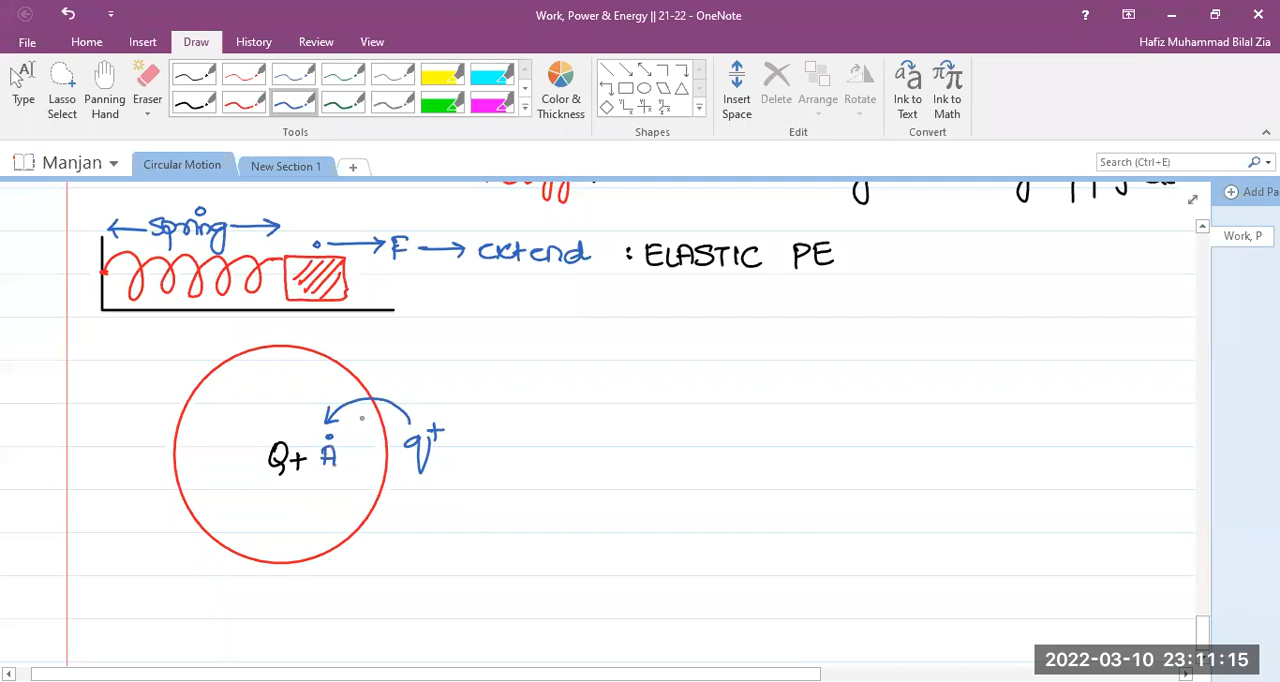 Work, Power & Energy || 21-22 - OneNote
File Home Insert Draw History Review View
Hafiz Muhammad Bilal Zia
Type Lasso Select Panning Hand Eraser
Color & Thickness
Insert Space Delete Arrange Rotate
Ink to Text Ink to Math
Tools Shapes Edit Convert
Manjan Circular Motion New Section 1
Search (Ctrl+E)
Add Pa
Work, P
Spring
F extend : ELASTIC PE
Q+ A q+
2022-03-10 23:11:15